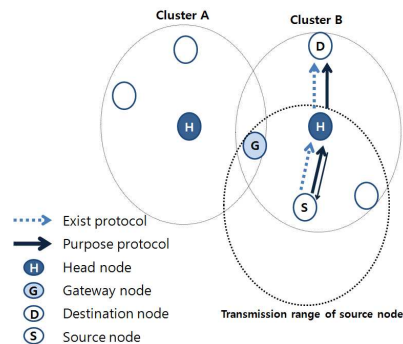 Cluster A
Cluster B
D
H
H
G
S
Exist protocol
Purpose protocol
H Head node
G Gateway node
D Destination node
S Source node
Transmission range of source node